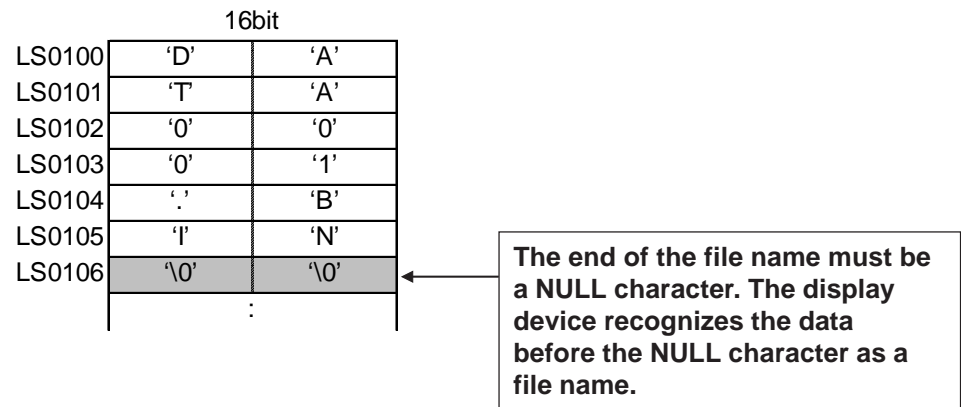 16bit
LS0100 ‘D’ ‘A’
LS0101 ‘T’ ‘A’
LS0102 ‘0’ ‘0’
LS0103 ‘0’ ‘1’
LS0104 ‘.’ ‘B’
LS0105 ‘I’ ‘N’
LS0106 ‘\0’ ‘\0’
:
The end of the file name must be
a NULL character. The display
device recognizes the data
before the NULL character as a
file name.